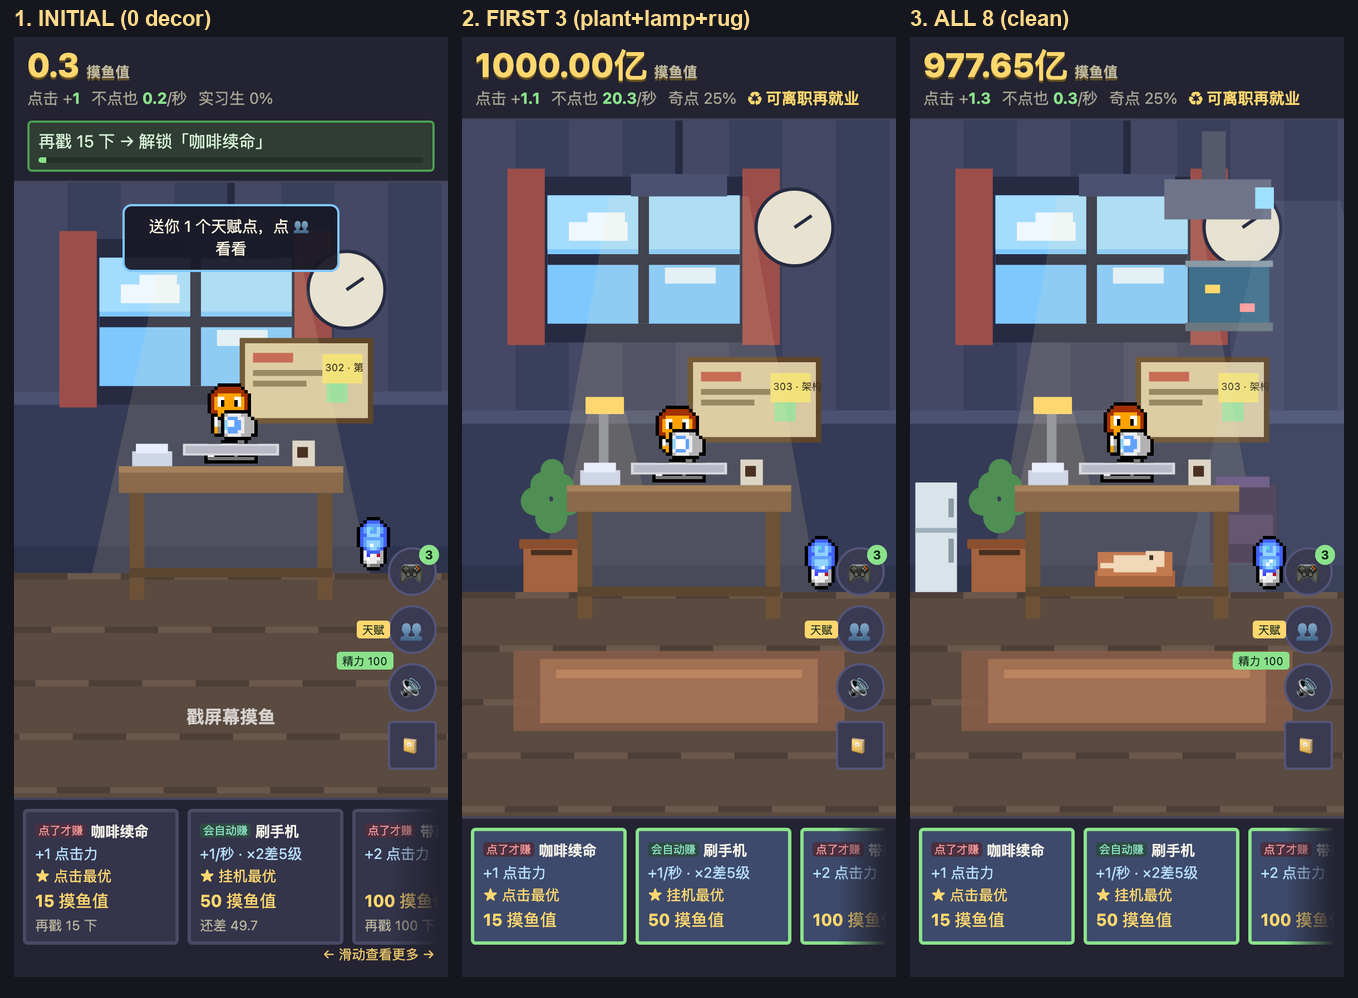 1. INITIAL (0 decor)
0.3 摸鱼值
点击 +1 不点也 0.2/秒 实习生 0%
再戳 15 下 → 解锁「咖啡续命」
送你 1 个天赋点，点 👥
看看
302 · 第
3
天赋
精力 100
戳屏幕摸鱼
点了才赚 咖啡续命
+1 点击力
⭐ 点击最优
15 摸鱼值
再戳 15 下
会自动赚 刷手机
+1/秒 · ×2差5级
⭐ 挂机最优
50 摸鱼值
还差 49.7
点了才赚 带
+2 点击力
100 摸鱼
再戳 100 下
← 滑动查看更多 →
2. FIRST 3 (plant+lamp+rug)
1000.00亿 摸鱼值
点击 +1.1 不点也 20.3/秒 奇点 25% ♻ 可离职再就业
303 · 架构
3
天赋
点了才赚 咖啡续命
+1 点击力
⭐ 点击最优
15 摸鱼值
会自动赚 刷手机
+1/秒 · ×2差5级
⭐ 挂机最优
50 摸鱼值
点了才赚 带
+2 点击力
100 摸鱼
3. ALL 8 (clean)
977.65亿 摸鱼值
点击 +1.3 不点也 0.3/秒 奇点 25% ♻ 可离职再就业
303 · 架构
3
天赋
精力 100
点了才赚 咖啡续命
+1 点击力
⭐ 点击最优
15 摸鱼值
会自动赚 刷手机
+1/秒 · ×2差5级
⭐ 挂机最优
50 摸鱼值
点了才赚 带
+2 点击力
100 摸鱼